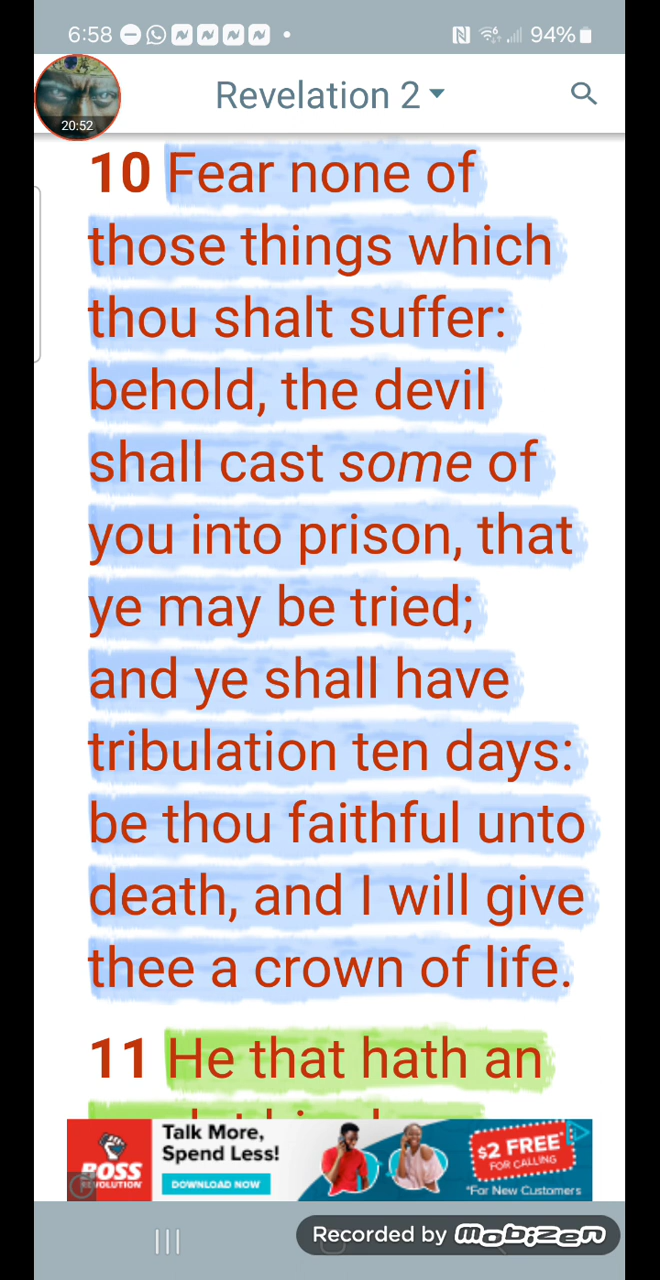 6:58
94%
20:52
Revelation 2
10 Fear none of
those things which
thou shalt suffer:
behold, the devil
shall cast some of
you into prison, that
ye may be tried;
and ye shall have
tribulation ten days:
be thou faithful unto
death, and I will give
thee a crown of life.
11 He that hath an
BOSS
REVOLUTION
Talk More,
Spend Less!
DOWNLOAD NOW
$2 FREE*
FOR CALLING
*For New Customers
Recorded by mobizen